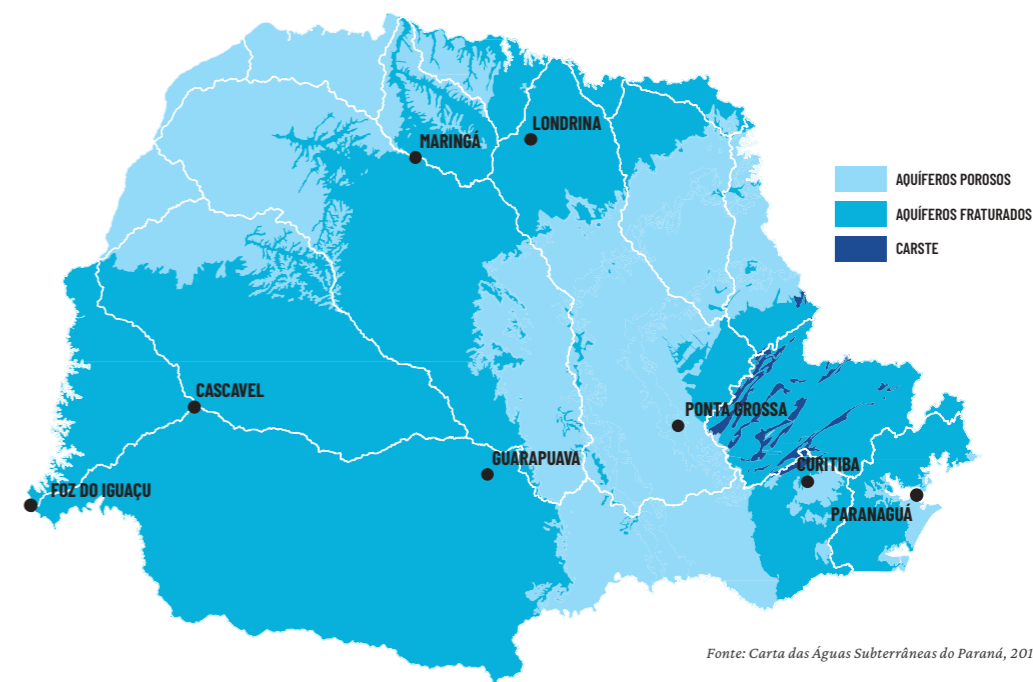 LONDRINA
MARINGÁ
AQUÍFEROS POROSOS
AQUÍFEROS FRATURADOS
CARSTE
CASCAVEL
PONTA GROSSA
GUARAPUAVA
CURITIBA
FOZ DO IGUAÇU
PARANAGUÁ
Fonte: Carta das Águas Subterrâneas do Paraná, 201